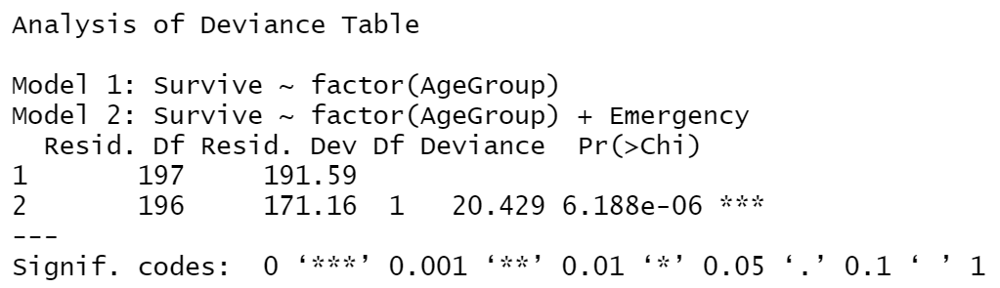 Analysis of Deviance Table
Model 1: Survive ~ factor(AgeGroup)
Model 2: Survive ~ factor(AgeGroup) + Emergency
  Resid. Df Resid. Dev Df Deviance  Pr(>Chi)
1       197     191.59
2       196     171.16  1   20.429 6.188e-06 ***
---
Signif. codes:  0 ‘***’ 0.001 ‘**’ 0.01 ‘*’ 0.05 ‘.’ 0.1 ‘ ’ 1